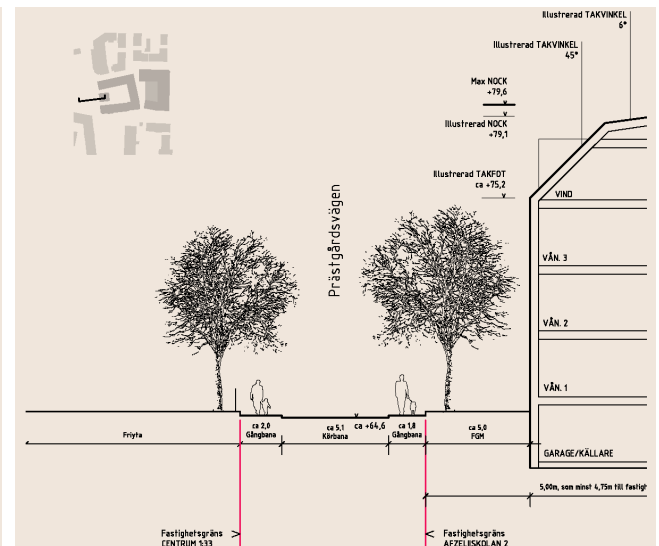 Illustrerad TAKVINKEL
6°
Illustrerad TAKVINKEL
45°
Max NOCK
+79,6
Illustrerad NOCK
+79,1
Illustrerad TAKFOT
ca +75,2
Prästgårdsvägen
VIND
VÅN. 3
VÅN. 2
VÅN. 1
GARAGE/KÄLLARE
Friyta
ca 2,0
Gångbana
ca 5,1
Körbana
ca +64,6
ca 1,8
Gångbana
ca 5,0
FGM
5,00m, som minst 4,75m till fastigh
Fastighetsgräns
CENTRUM 1:33
Fastighetsgräns
AFZELIISKOLAN 2